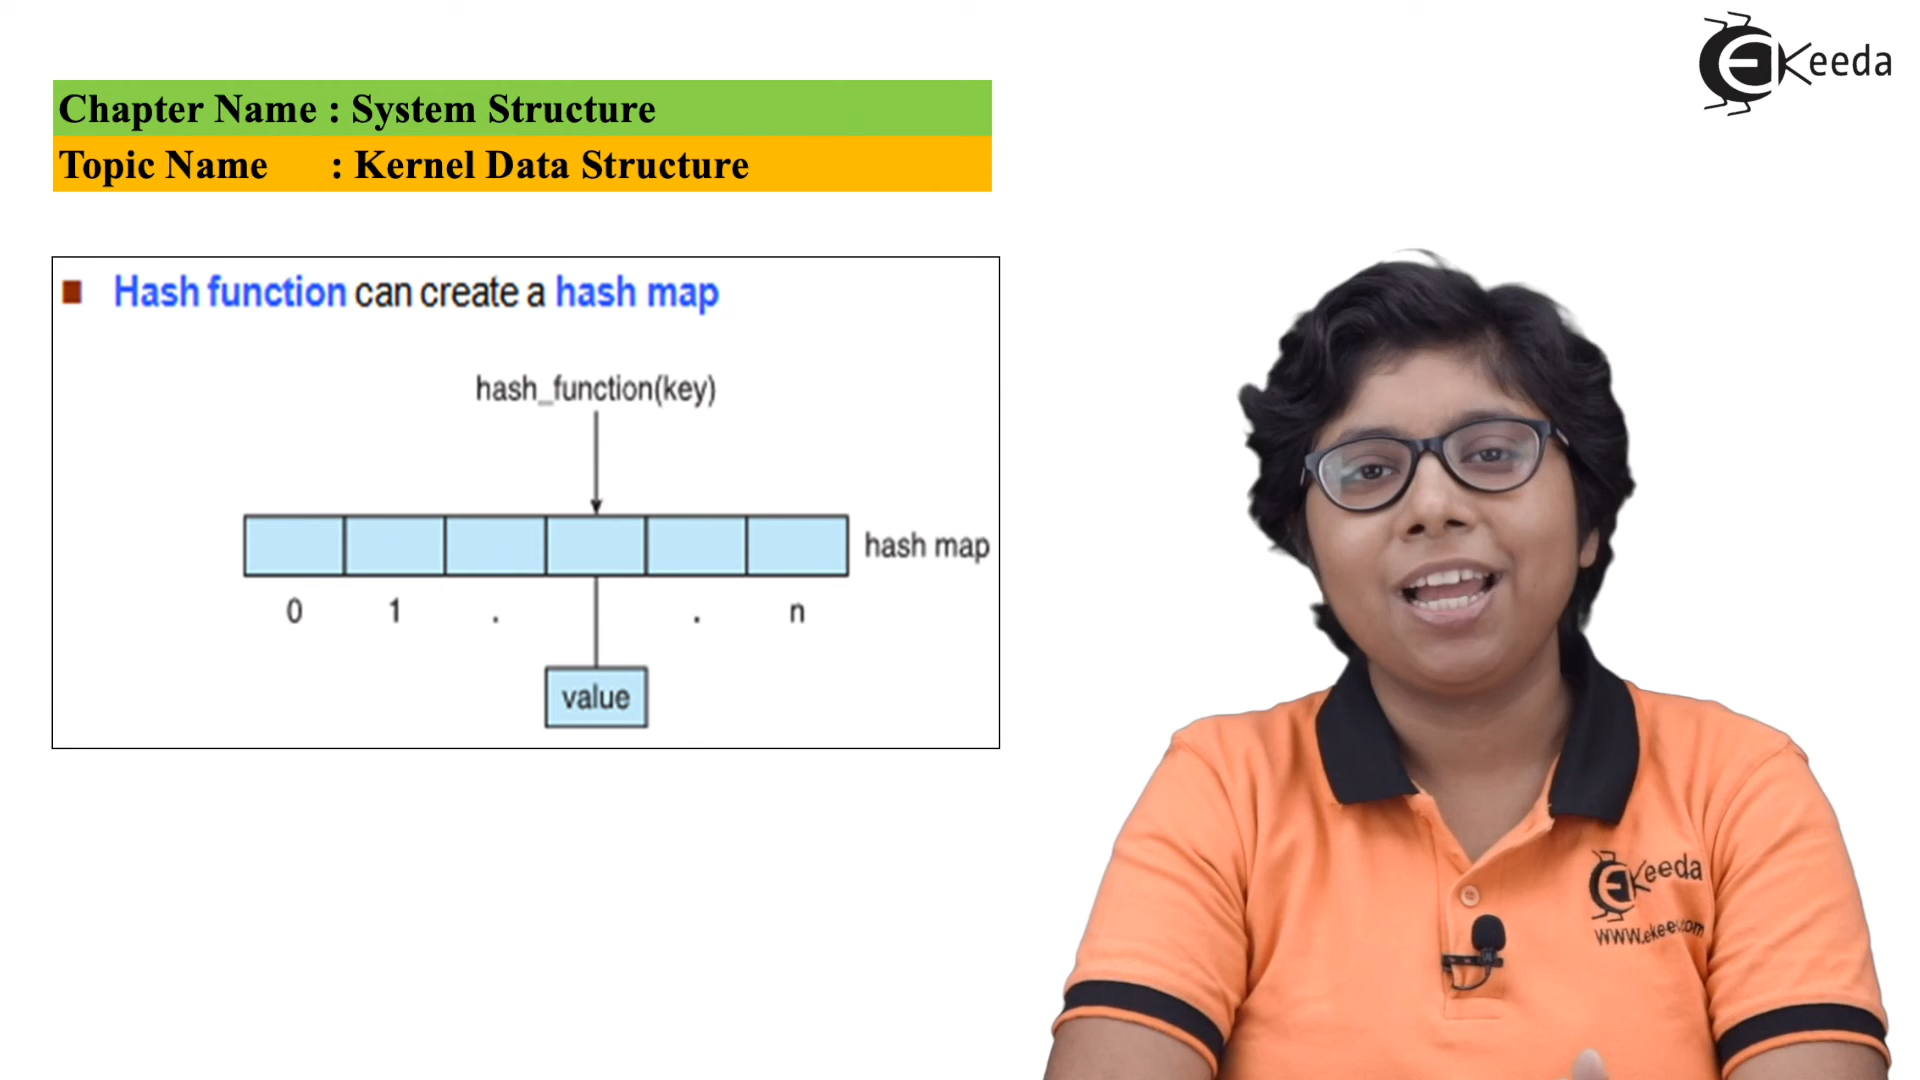 Keeda
Chapter Name : System Structure
Topic Name : Kernel Data Structure
Hash function can create a hash map
hash_function(key)
hash map
0 1 . . n
value
Keeda